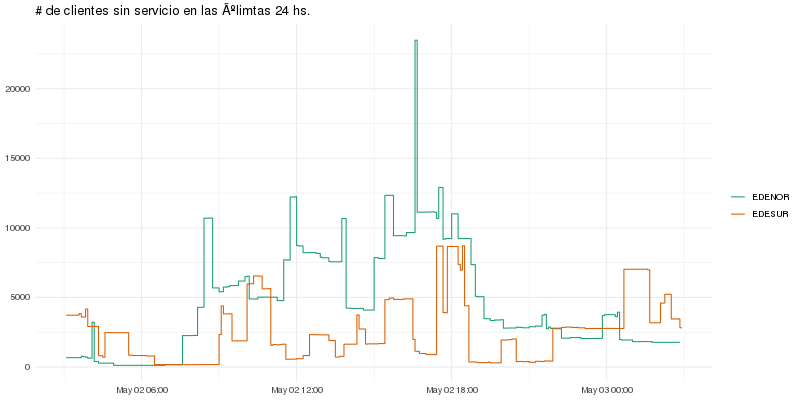 # de clientes sin servicio en las Ãºlimtas 24 hs.
20000
15000
10000
5000
0
May 02 06:00
May 02 12:00
May 02 18:00
May 03 00:00
EDENOR
EDESUR